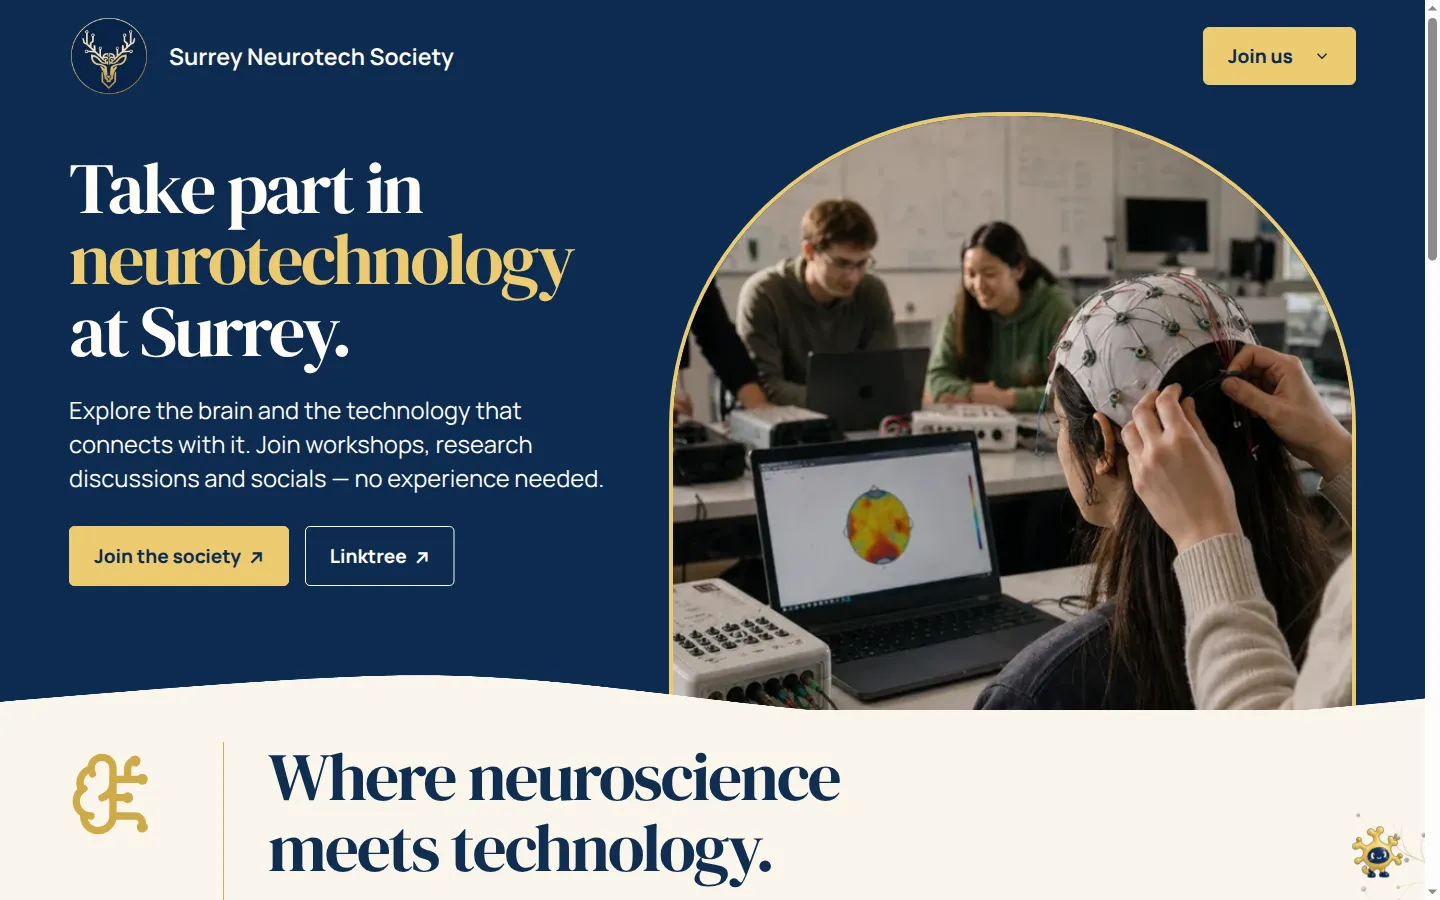 Surrey Neurotech Society
Join us
Take part in
neurotechnology
at Surrey.
Explore the brain and the technology that
connects with it. Join workshops, research
discussions and socials — no experience needed.
Join the society ↗
Linktree ↗
Where neuroscience
meets technology.